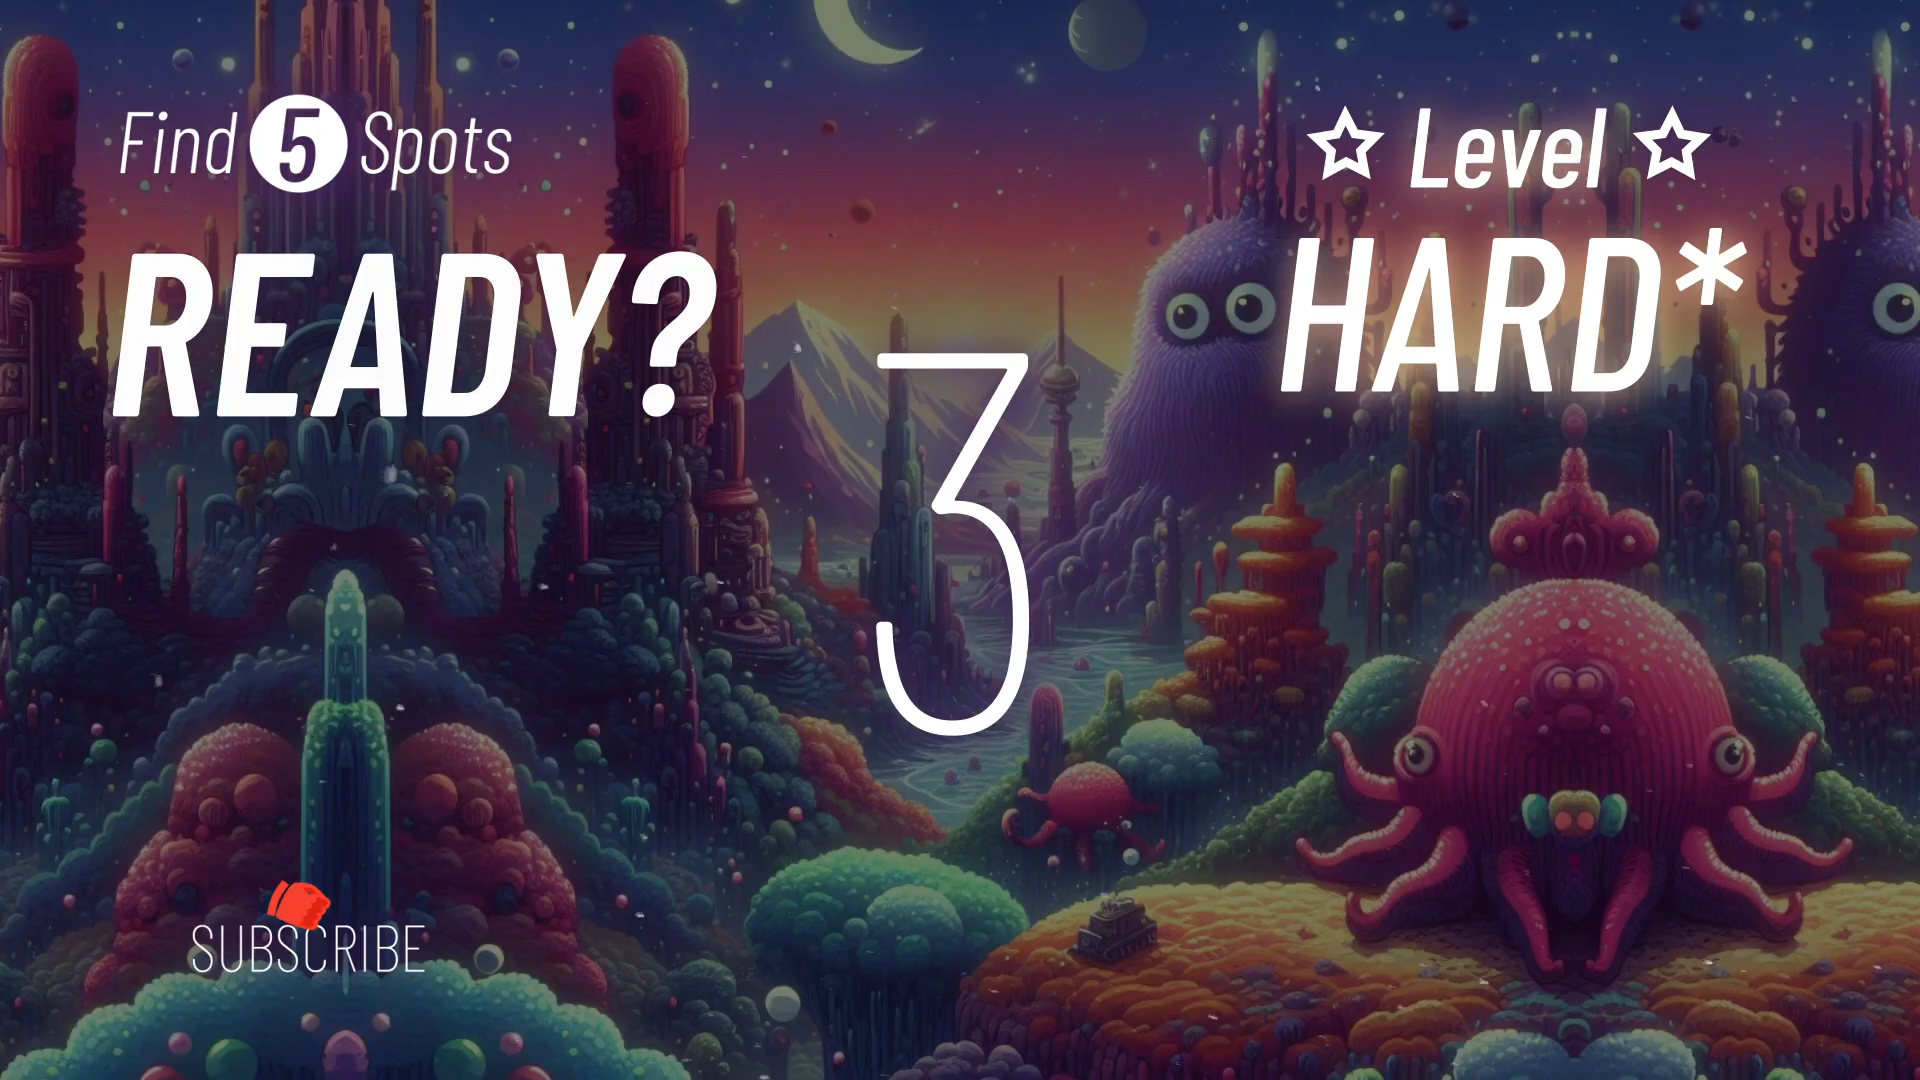 Find 5 Spots
READY?
☆ Level ☆
HARD*
3
SUBSCRIBE